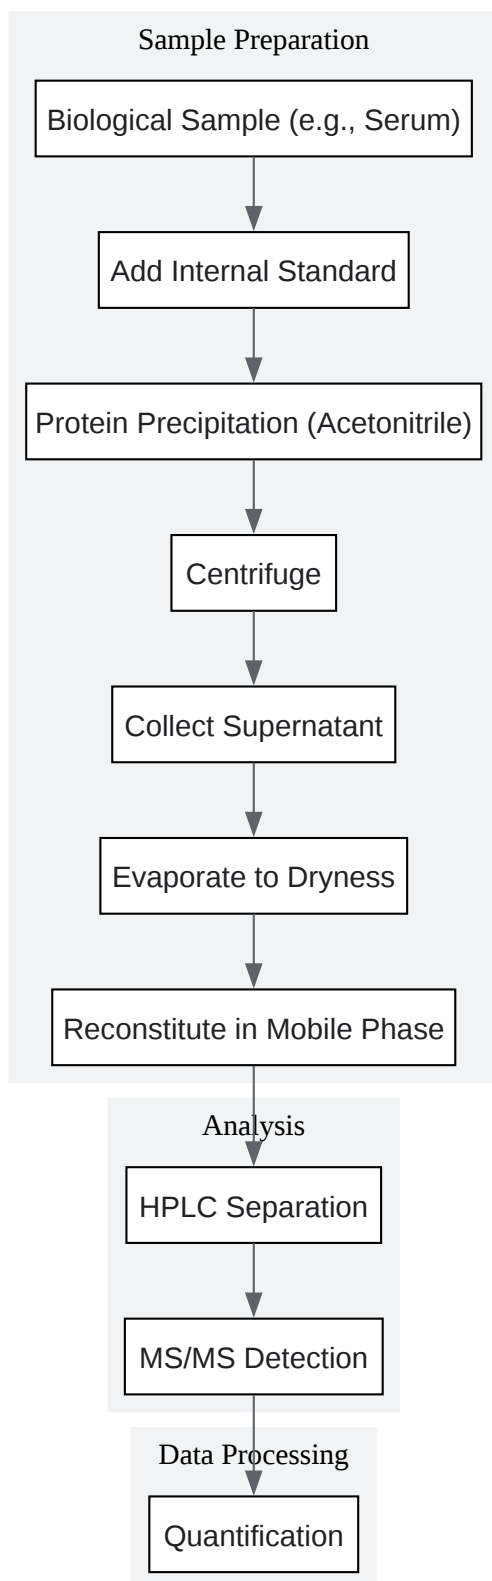 Sample Preparation
Biological Sample (e.g., Serum)
Add Internal Standard
Protein Precipitation (Acetonitrile)
Centrifuge
Collect Supernatant
Evaporate to Dryness
Reconstitute in Mobile Phase
Analysis
HPLC Separation
MS/MS Detection
Data Processing
Quantification